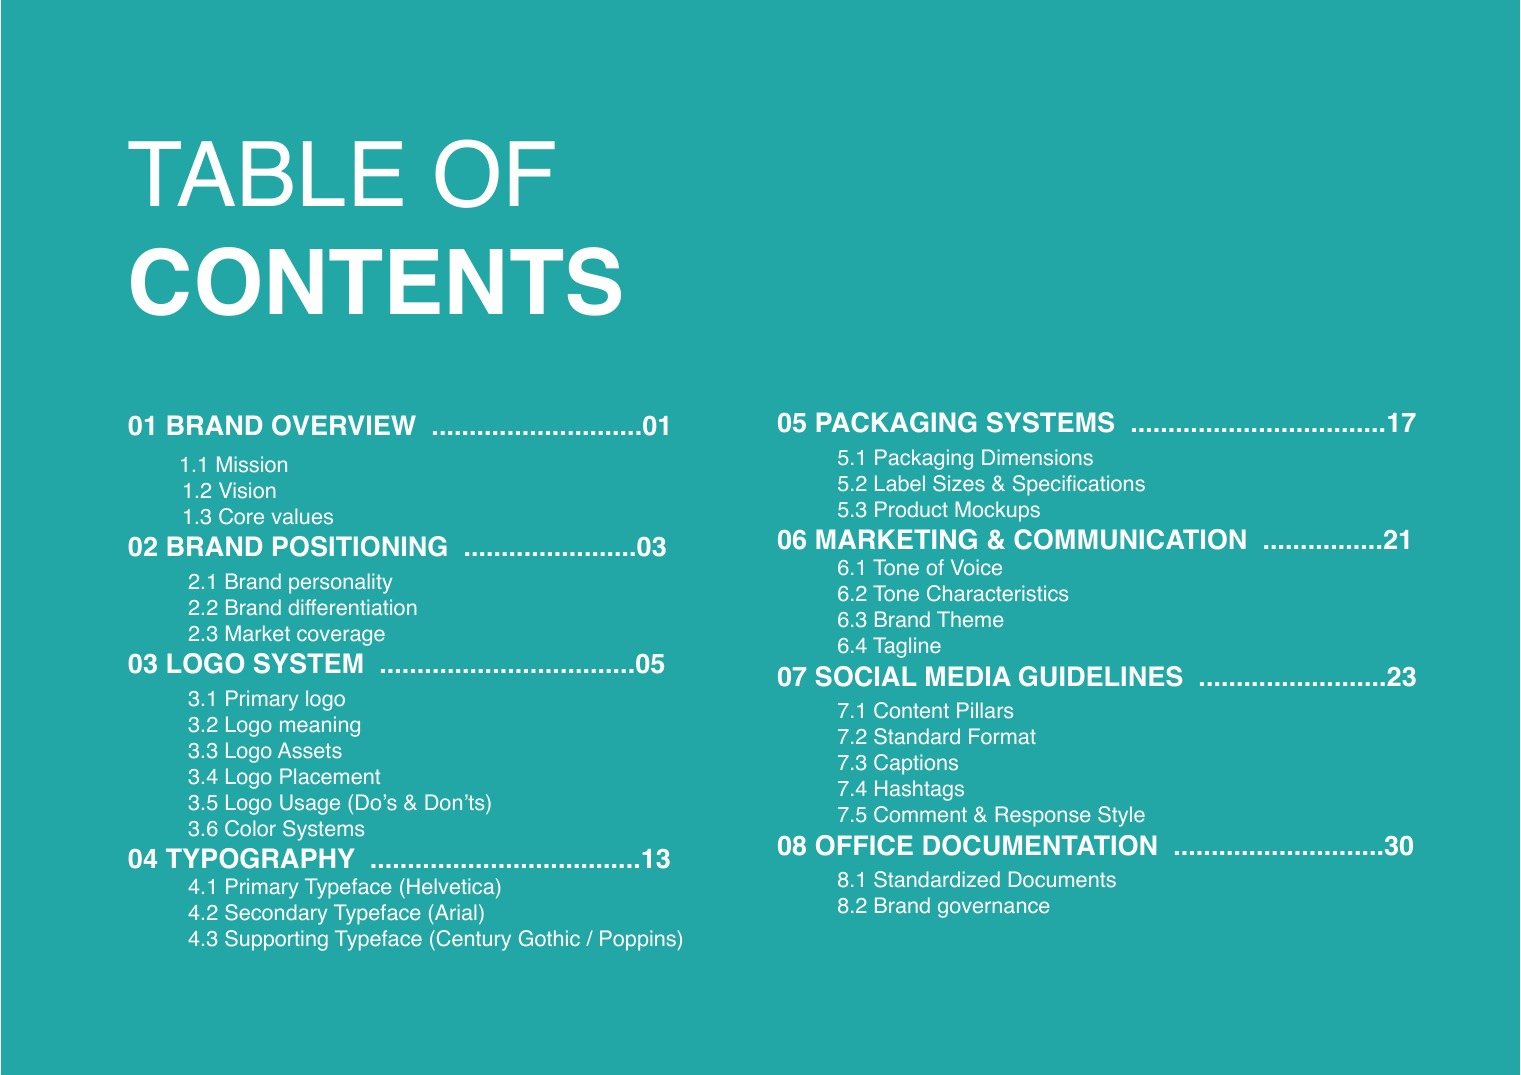 TABLE OF
CONTENTS
01 BRAND OVERVIEW ............................01
1.1 Mission
1.2 Vision
1.3 Core values
02 BRAND POSITIONING .......................03
2.1 Brand personality
2.2 Brand differentiation
2.3 Market coverage
03 LOGO SYSTEM ..................................05
3.1 Primary logo
3.2 Logo meaning
3.3 Logo Assets
3.4 Logo Placement
3.5 Logo Usage (Do’s & Don’ts)
3.6 Color Systems
04 TYPOGRAPHY ....................................13
4.1 Primary Typeface (Helvetica)
4.2 Secondary Typeface (Arial)
4.3 Supporting Typeface (Century Gothic / Poppins)
05 PACKAGING SYSTEMS ..................................17
5.1 Packaging Dimensions
5.2 Label Sizes & Specifications
5.3 Product Mockups
06 MARKETING & COMMUNICATION ................21
6.1 Tone of Voice
6.2 Tone Characteristics
6.3 Brand Theme
6.4 Tagline
07 SOCIAL MEDIA GUIDELINES .........................23
7.1 Content Pillars
7.2 Standard Format
7.3 Captions
7.4 Hashtags
7.5 Comment & Response Style
08 OFFICE DOCUMENTATION ............................30
8.1 Standardized Documents
8.2 Brand governance